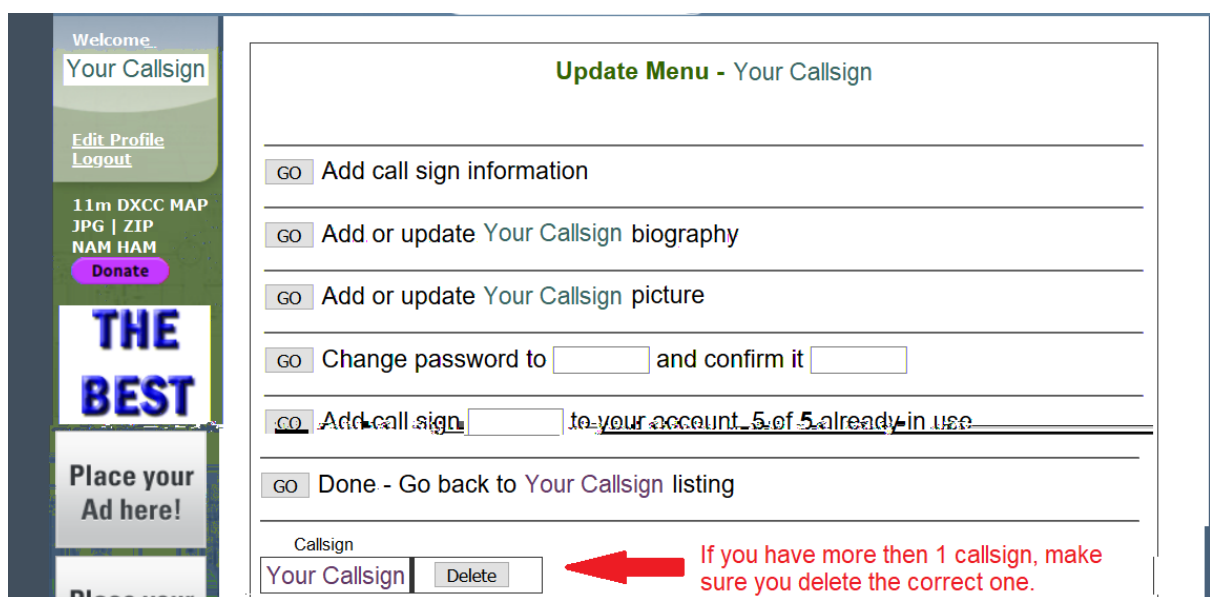 Welcome
Your Callsign
Edit Profile
Logout
11m DXCC MAP
JPG | ZIP
NAM HAM
Donate
THE
BEST
Place your
Ad here!
Place your
Update Menu - Your Callsign
GO Add call sign information
GO Add or update Your Callsign biography
GO Add or update Your Callsign picture
GO Change password to and confirm it
GO Add call sign to your account 5 of 5 already in use
GO Done - Go back to Your Callsign listing
Callsign
Your Callsign Delete
If you have more then 1 callsign, make
sure you delete the correct one.